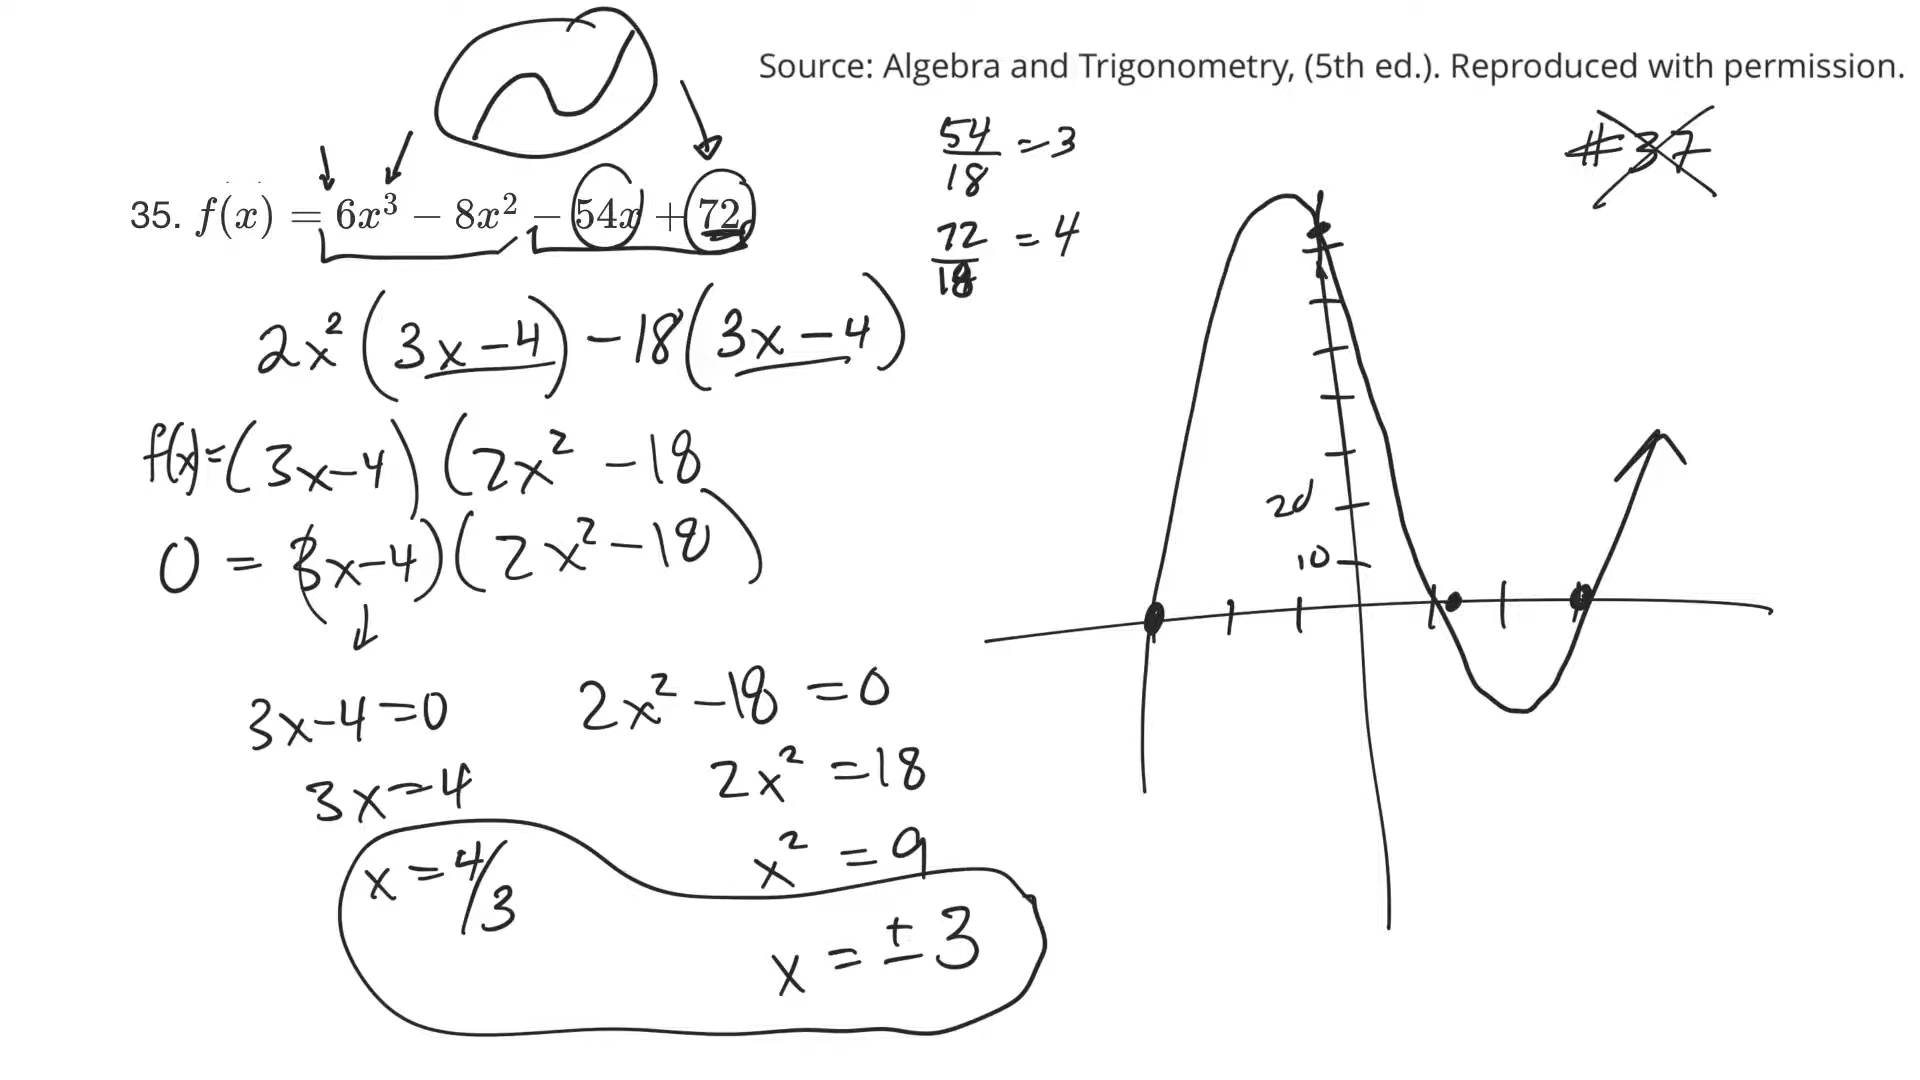 Source: Algebra and Trigonometry, (5th ed.). Reproduced with permission.
#37
54/18 = 3
72/18 = 4
35. f(x) = 6x³ − 8x² − 54x + 72
2x²(3x−4) −18(3x−4)
f(x)=(3x−4)(2x² −18
0 = (3x−4)(2x²−18)
3x−4=0
2x² −18 =0
3x=4
2x² =18
x=4/3
x² = 9
x = ±3
20
10